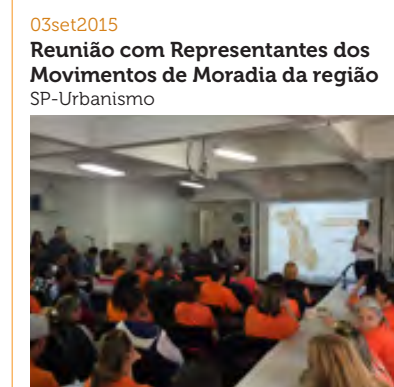 03set2015
Reunião com Representantes dos
Movimentos de Moradia da região
SP-Urbanismo